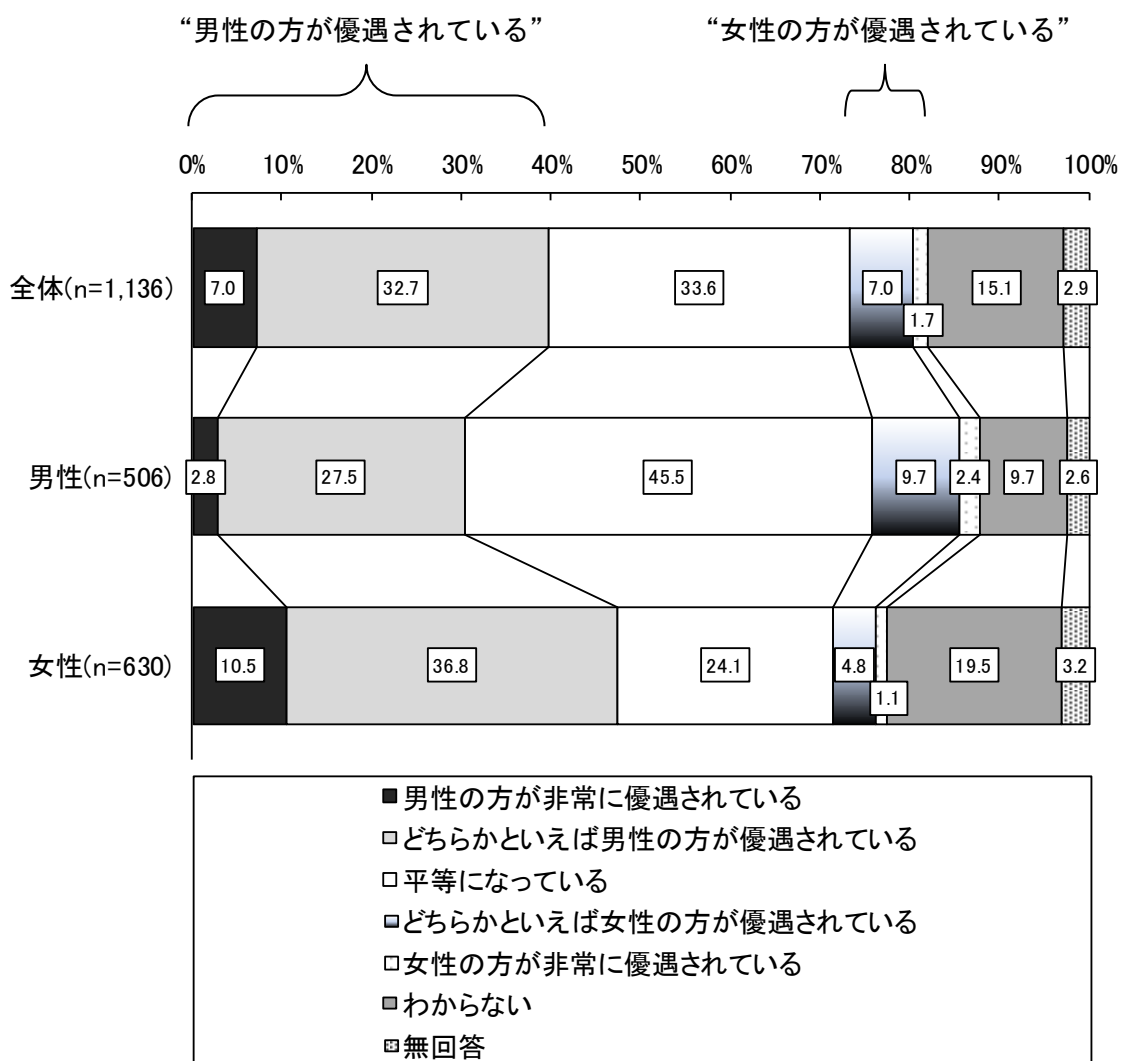 “男性の方が優遇されている” “女性の方が優遇されている”
0% 10% 20% 30% 40% 50% 60% 70% 80% 90% 100%
全体(n=1,136) 7.0 32.7 33.6 7.0 1.7 15.1 2.9
男性(n=506) 2.8 27.5 45.5 9.7 2.4 9.7 2.6
女性(n=630) 10.5 36.8 24.1 4.8 1.1 19.5 3.2
男性の方が非常に優遇されている
どちらかといえば男性の方が優遇されている
平等になっている
どちらかといえば女性の方が優遇されている
女性の方が非常に優遇されている
わからない
無回答